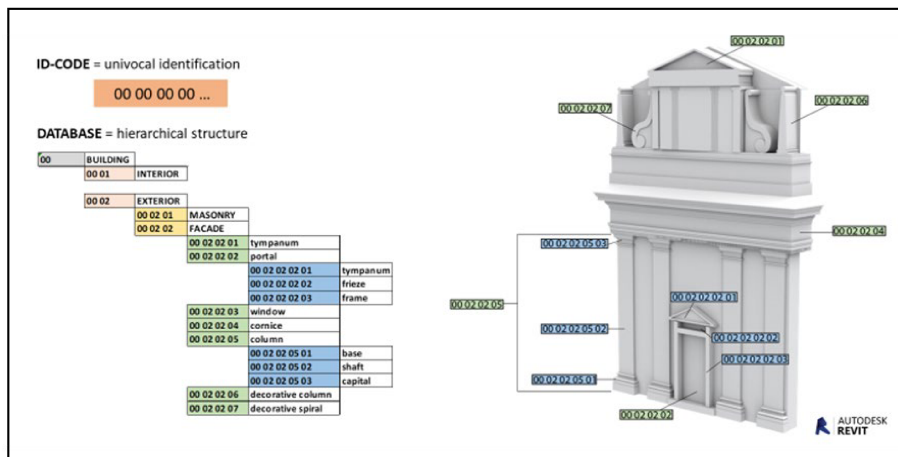 ID-CODE = univocal identification
00 00 00 00 ...
DATABASE = hierarchical structure
00 BUILDING
00 01 INTERIOR
00 02 EXTERIOR
00 02 01 MASONRY
00 02 02 FACADE
00 02 02 01 tympanum
00 02 02 02 portal
00 02 02 02 01 tympanum
00 02 02 02 02 frieze
00 02 02 02 03 frame
00 02 02 03 window
00 02 02 04 cornice
00 02 02 05 column
00 02 02 05 01 base
00 02 02 05 02 shaft
00 02 02 05 03 capital
00 02 02 06 decorative column
00 02 02 07 decorative spiral
00 02 02 01
00 02 02 07
00 02 02 06
00 02 02 04
00 02 02 05 03
00 02 02 05
00 02 02 02 01
00 02 02 05 02
00 02 02 02 02
00 02 02 02 03
00 02 02 05 01
00 02 02 02
AUTODESK
REVIT